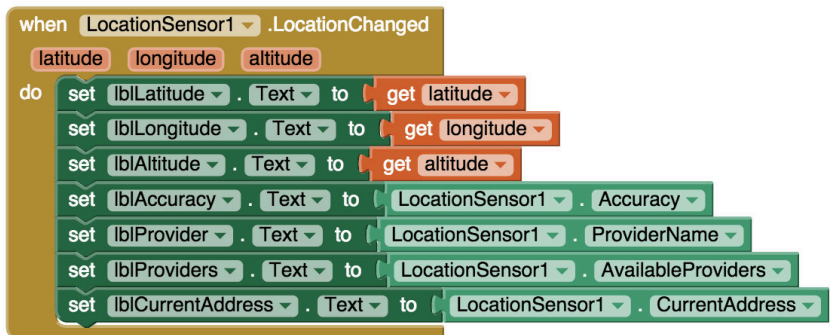 when LocationSensor1 .LocationChanged
latitude longitude altitude
do set lblLatitude . Text to get latitude
set lblLongitude . Text to get longitude
set lblAltitude . Text to get altitude
set lblAccuracy . Text to LocationSensor1 . Accuracy
set lblProvider . Text to LocationSensor1 . ProviderName
set lblProviders . Text to LocationSensor1 . AvailableProviders
set lblCurrentAddress . Text to LocationSensor1 . CurrentAddress